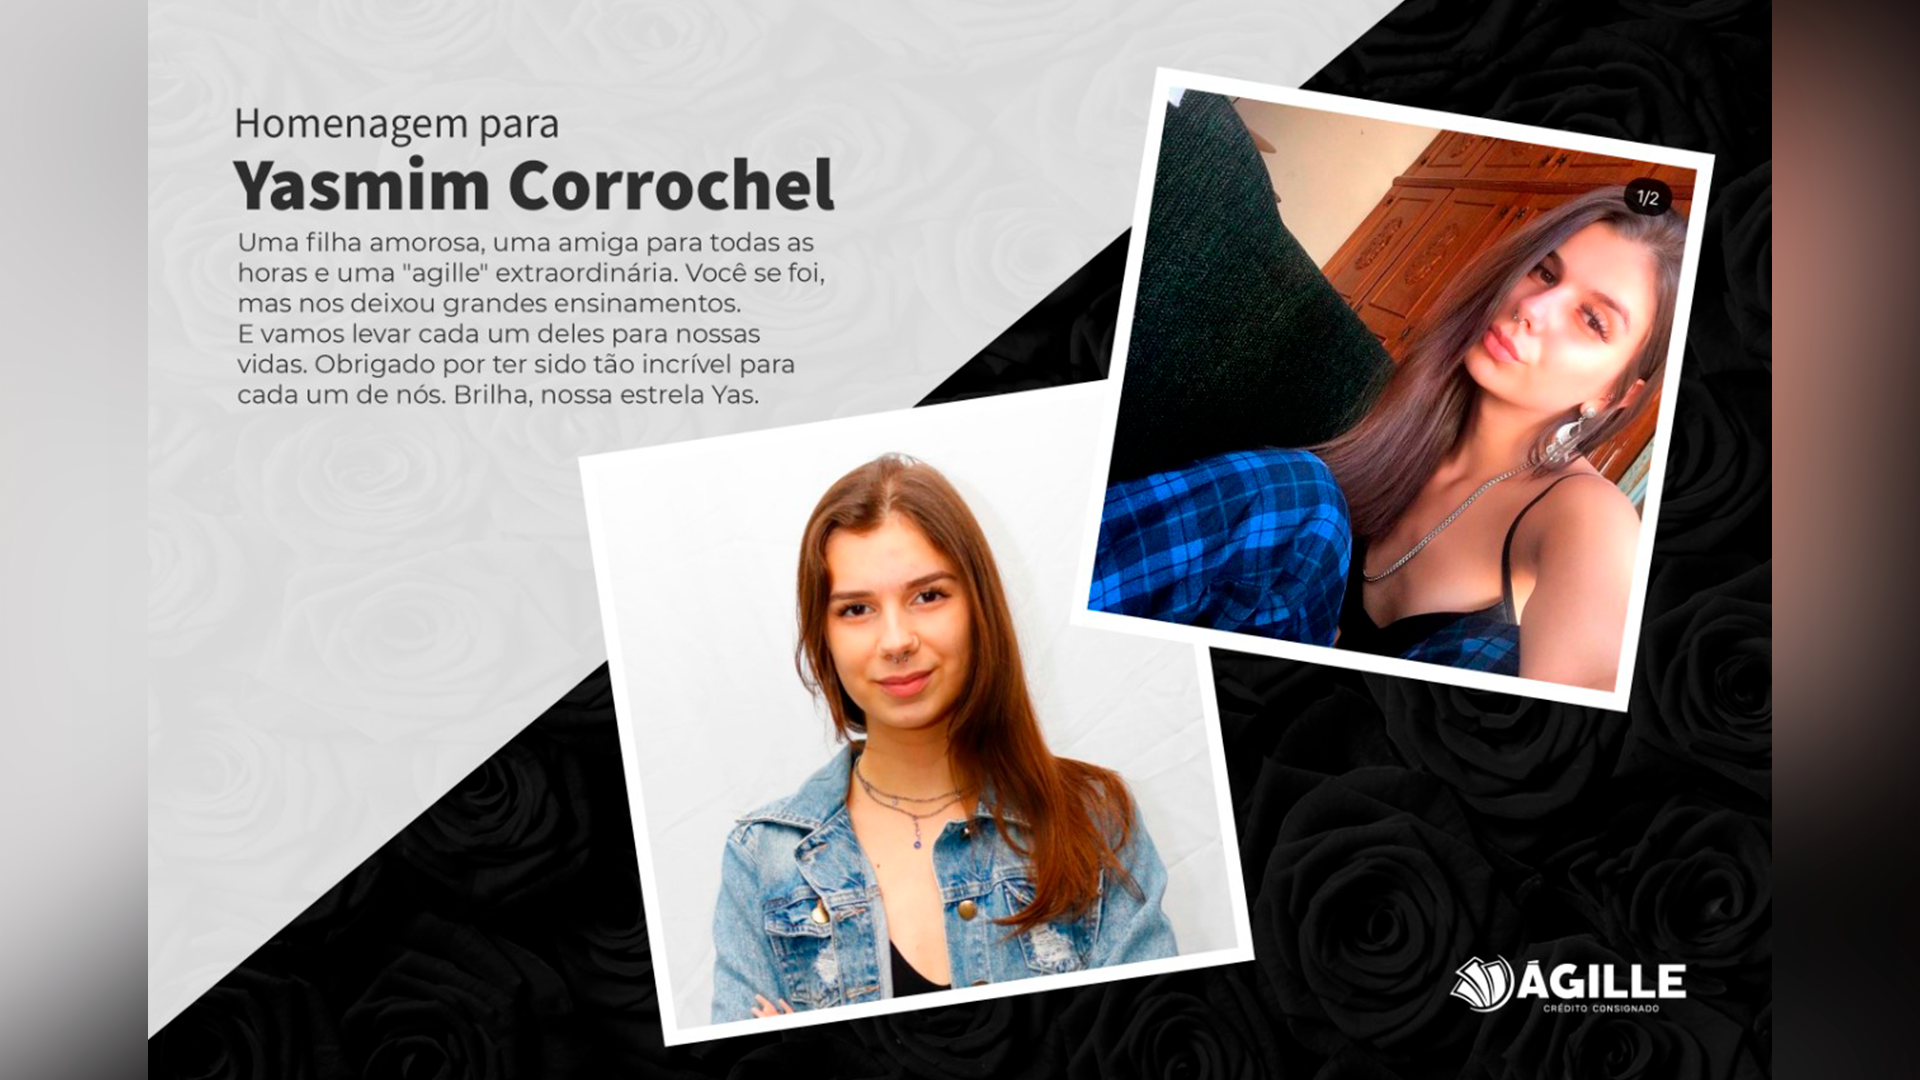 Homenagem para
Yasmim Corrochel
Uma filha amorosa, uma amiga para todas as
horas e uma "agille" extraordinária. Você se foi,
mas nos deixou grandes ensinamentos.
E vamos levar cada um deles para nossas
vidas. Obrigado por ter sido tão incrível para
cada um de nós. Brilha, nossa estrela Yas.
1/2
ÁGILLE
CRÉDITO CONSIGNADO